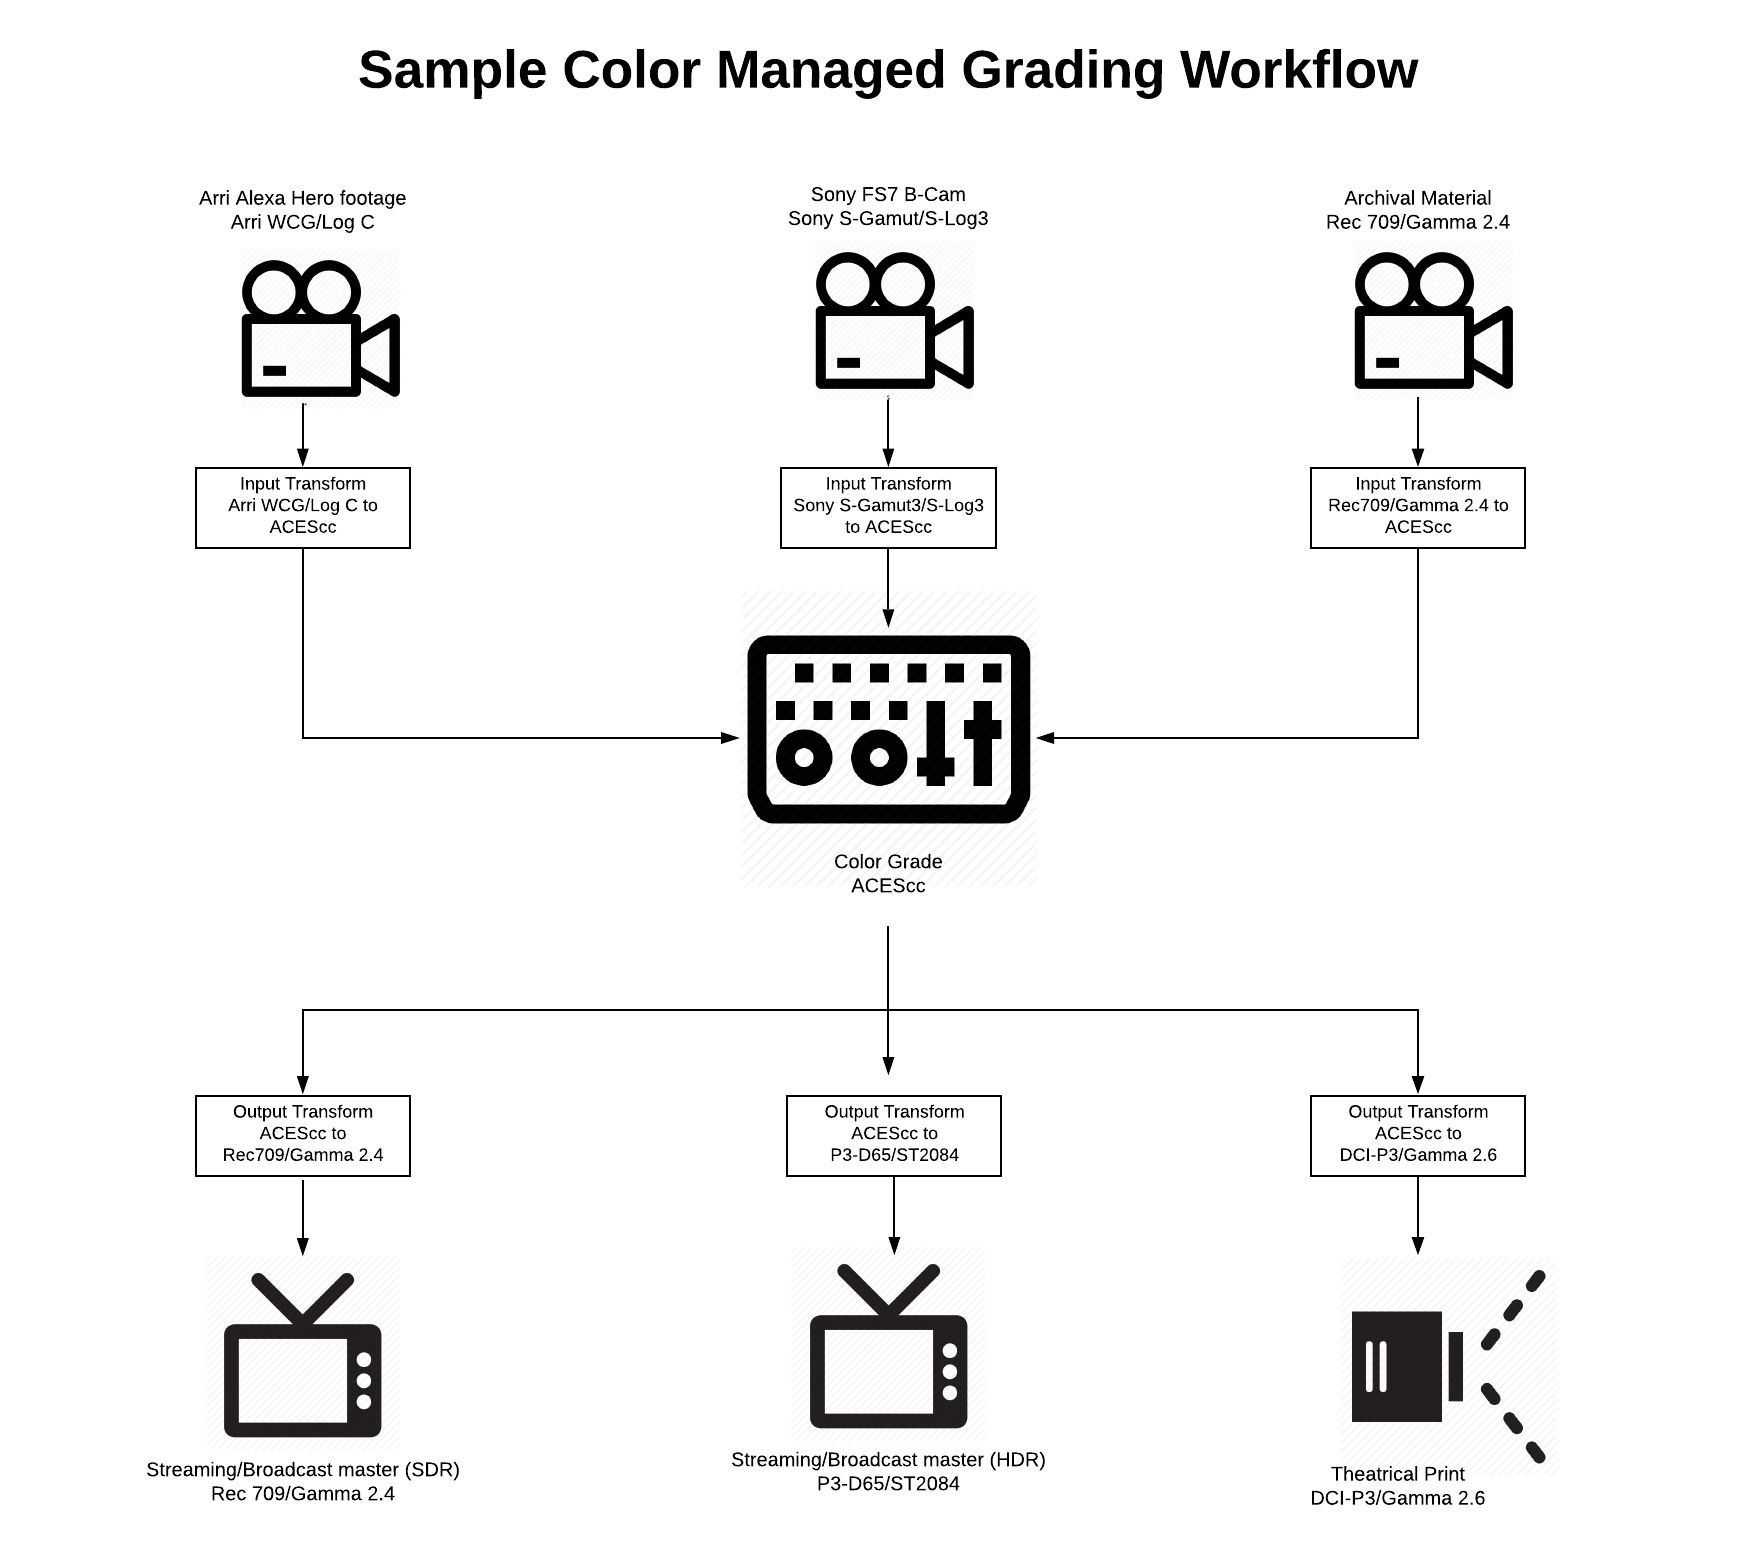 Sample Color Managed Grading Workflow
Arri Alexa Hero footage
Arri WCG/Log C
Sony FS7 B-Cam
Sony S-Gamut/S-Log3
Archival Material
Rec 709/Gamma 2.4
Input Transform
Arri WCG/Log C to
ACEScc
Input Transform
Sony S-Gamut3/S-Log3
to ACEScc
Input Transform
Rec709/Gamma 2.4 to
ACEScc
Color Grade
ACEScc
Output Transform
ACEScc to
Rec709/Gamma 2.4
Output Transform
ACEScc to
P3-D65/ST2084
Output Transform
ACEScc to
DCI-P3/Gamma 2.6
Streaming/Broadcast master (SDR)
Rec 709/Gamma 2.4
Streaming/Broadcast master (HDR)
P3-D65/ST2084
Theatrical Print
DCI-P3/Gamma 2.6